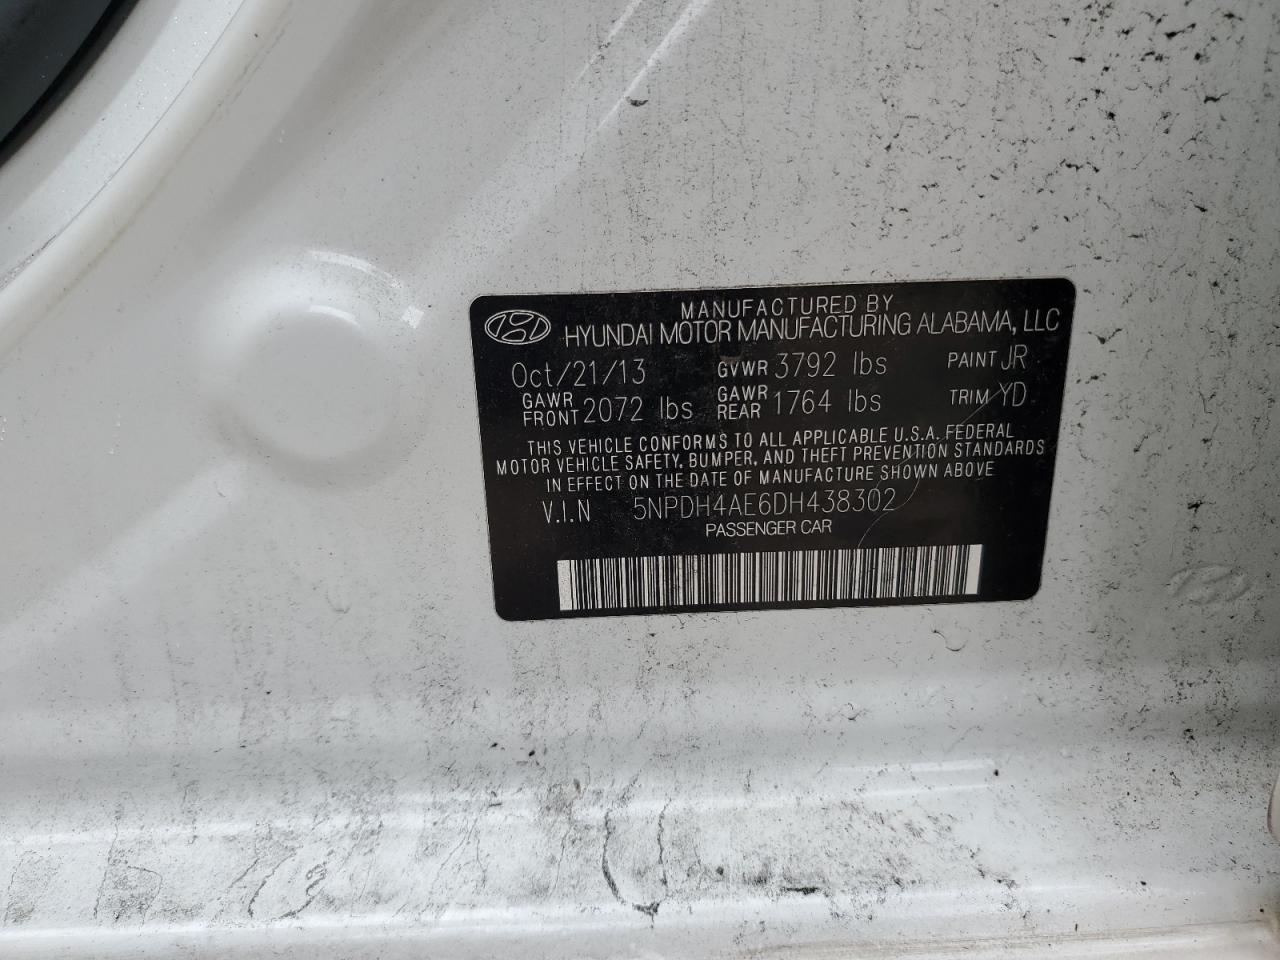 MANUFACTURED BY
HYUNDAI MOTOR MANUFACTURING ALABAMA, LLC
Oct/21/13 GVWR 3792 lbs PAINT JR
GAWR FRONT 2072 lbs GAWR REAR 1764 lbs TRIM YD
THIS VEHICLE CONFORMS TO ALL APPLICABLE U.S.A. FEDERAL
MOTOR VEHICLE SAFETY, BUMPER, AND THEFT PREVENTION STANDARDS
IN EFFECT ON THE DATE OF MANUFACTURE SHOWN ABOVE
V.I.N 5NPDH4AE6DH438302
PASSENGER CAR